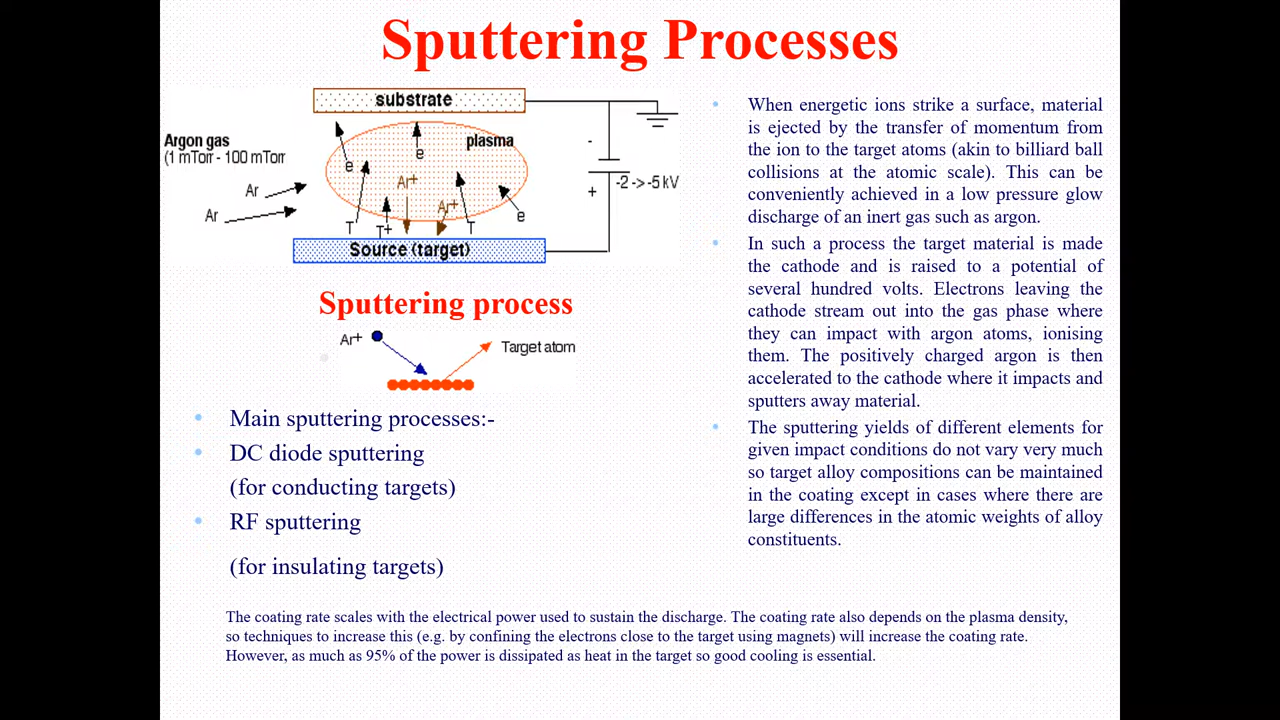 Sputtering Processes
substrate
Argon gas
(1 mTorr - 100 mTorr
plasma
e
e
Ar
Ar+
Ar
Ar+
e
T
T+
T
-
+
-2 -> -5 kV
Source (target)
Sputtering process
Ar+
Target atom
• Main sputtering processes:-
• DC diode sputtering
(for conducting targets)
• RF sputtering
(for insulating targets)
• When energetic ions strike a surface, material
is ejected by the transfer of momentum from
the ion to the target atoms (akin to billiard ball
collisions at the atomic scale). This can be
conveniently achieved in a low pressure glow
discharge of an inert gas such as argon.
• In such a process the target material is made
the cathode and is raised to a potential of
several hundred volts. Electrons leaving the
cathode stream out into the gas phase where
they can impact with argon atoms, ionising
them. The positively charged argon is then
accelerated to the cathode where it impacts and
sputters away material.
• The sputtering yields of different elements for
given impact conditions do not vary very much
so target alloy compositions can be maintained
in the coating except in cases where there are
large differences in the atomic weights of alloy
constituents.
The coating rate scales with the electrical power used to sustain the discharge. The coating rate also depends on the plasma density,
so techniques to increase this (e.g. by confining the electrons close to the target using magnets) will increase the coating rate.
However, as much as 95% of the power is dissipated as heat in the target so good cooling is essential.